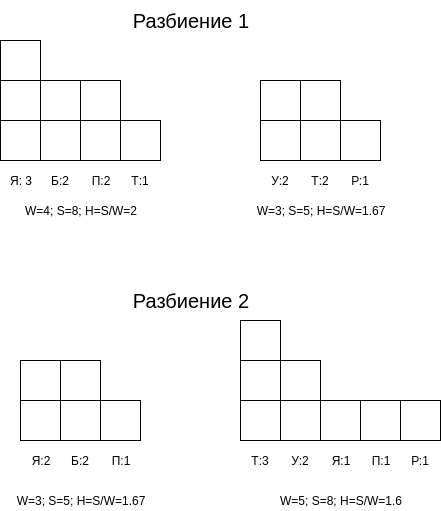 Разбиение 1
Я: 3 Б:2 П:2 Т:1 У:2 Т:2 Р:1
W=4; S=8; H=S/W=2 W=3; S=5; H=S/W=1.67
Разбиение 2
Я:2 Б:2 П:1 Т:3 У:2 Я:1 П:1 Р:1
W=3; S=5; H=S/W=1.67 W=5; S=8; H=S/W=1.6